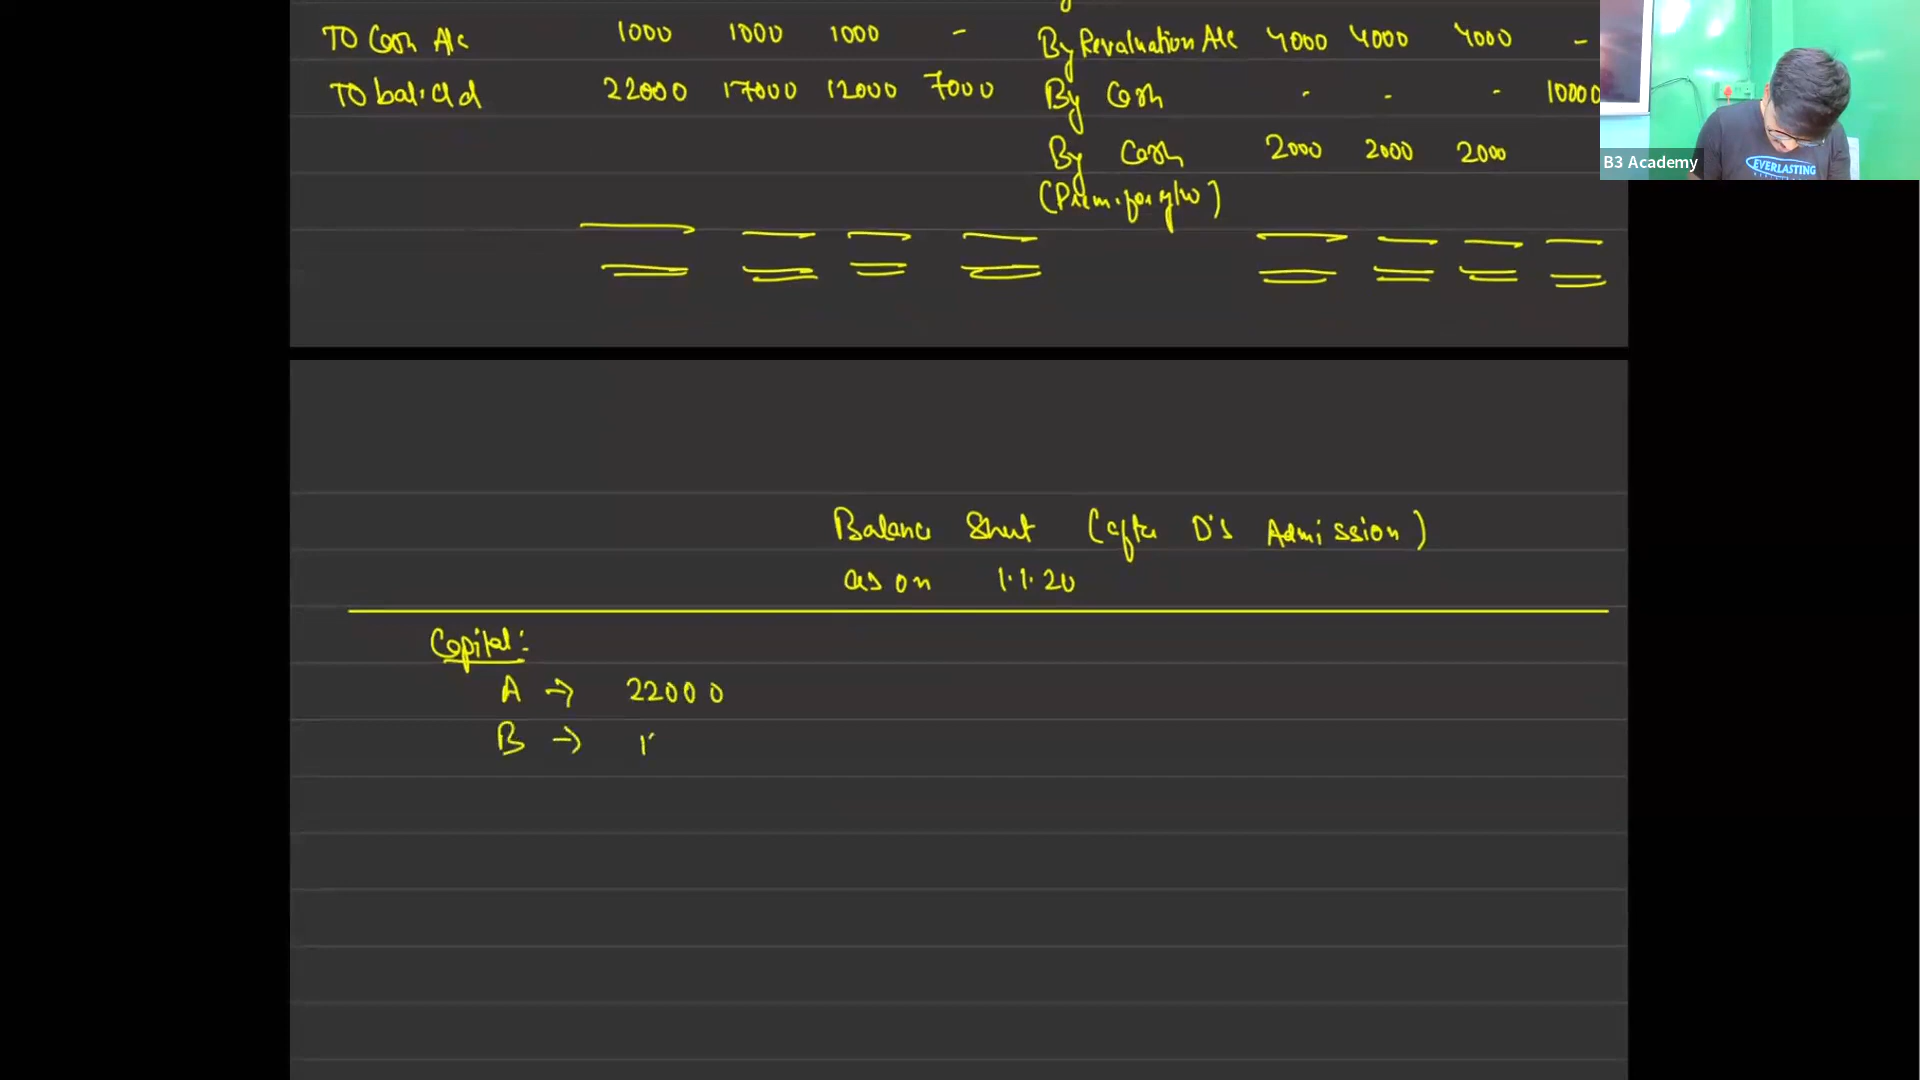 To Cash A/c 1000 1000 1000 - By Revaluation A/c 4000 4000 4000 -
To bal. c/d 22000 17000 12000 7000 By Cash - - - 10000
By Cash 2000 2000 2000
(Prem. for g/w)
B3 Academy
EVERLASTING
Balance Sheet (after D's Admission)
as on 1.1.20
Capital:
A → 22000
B → 1